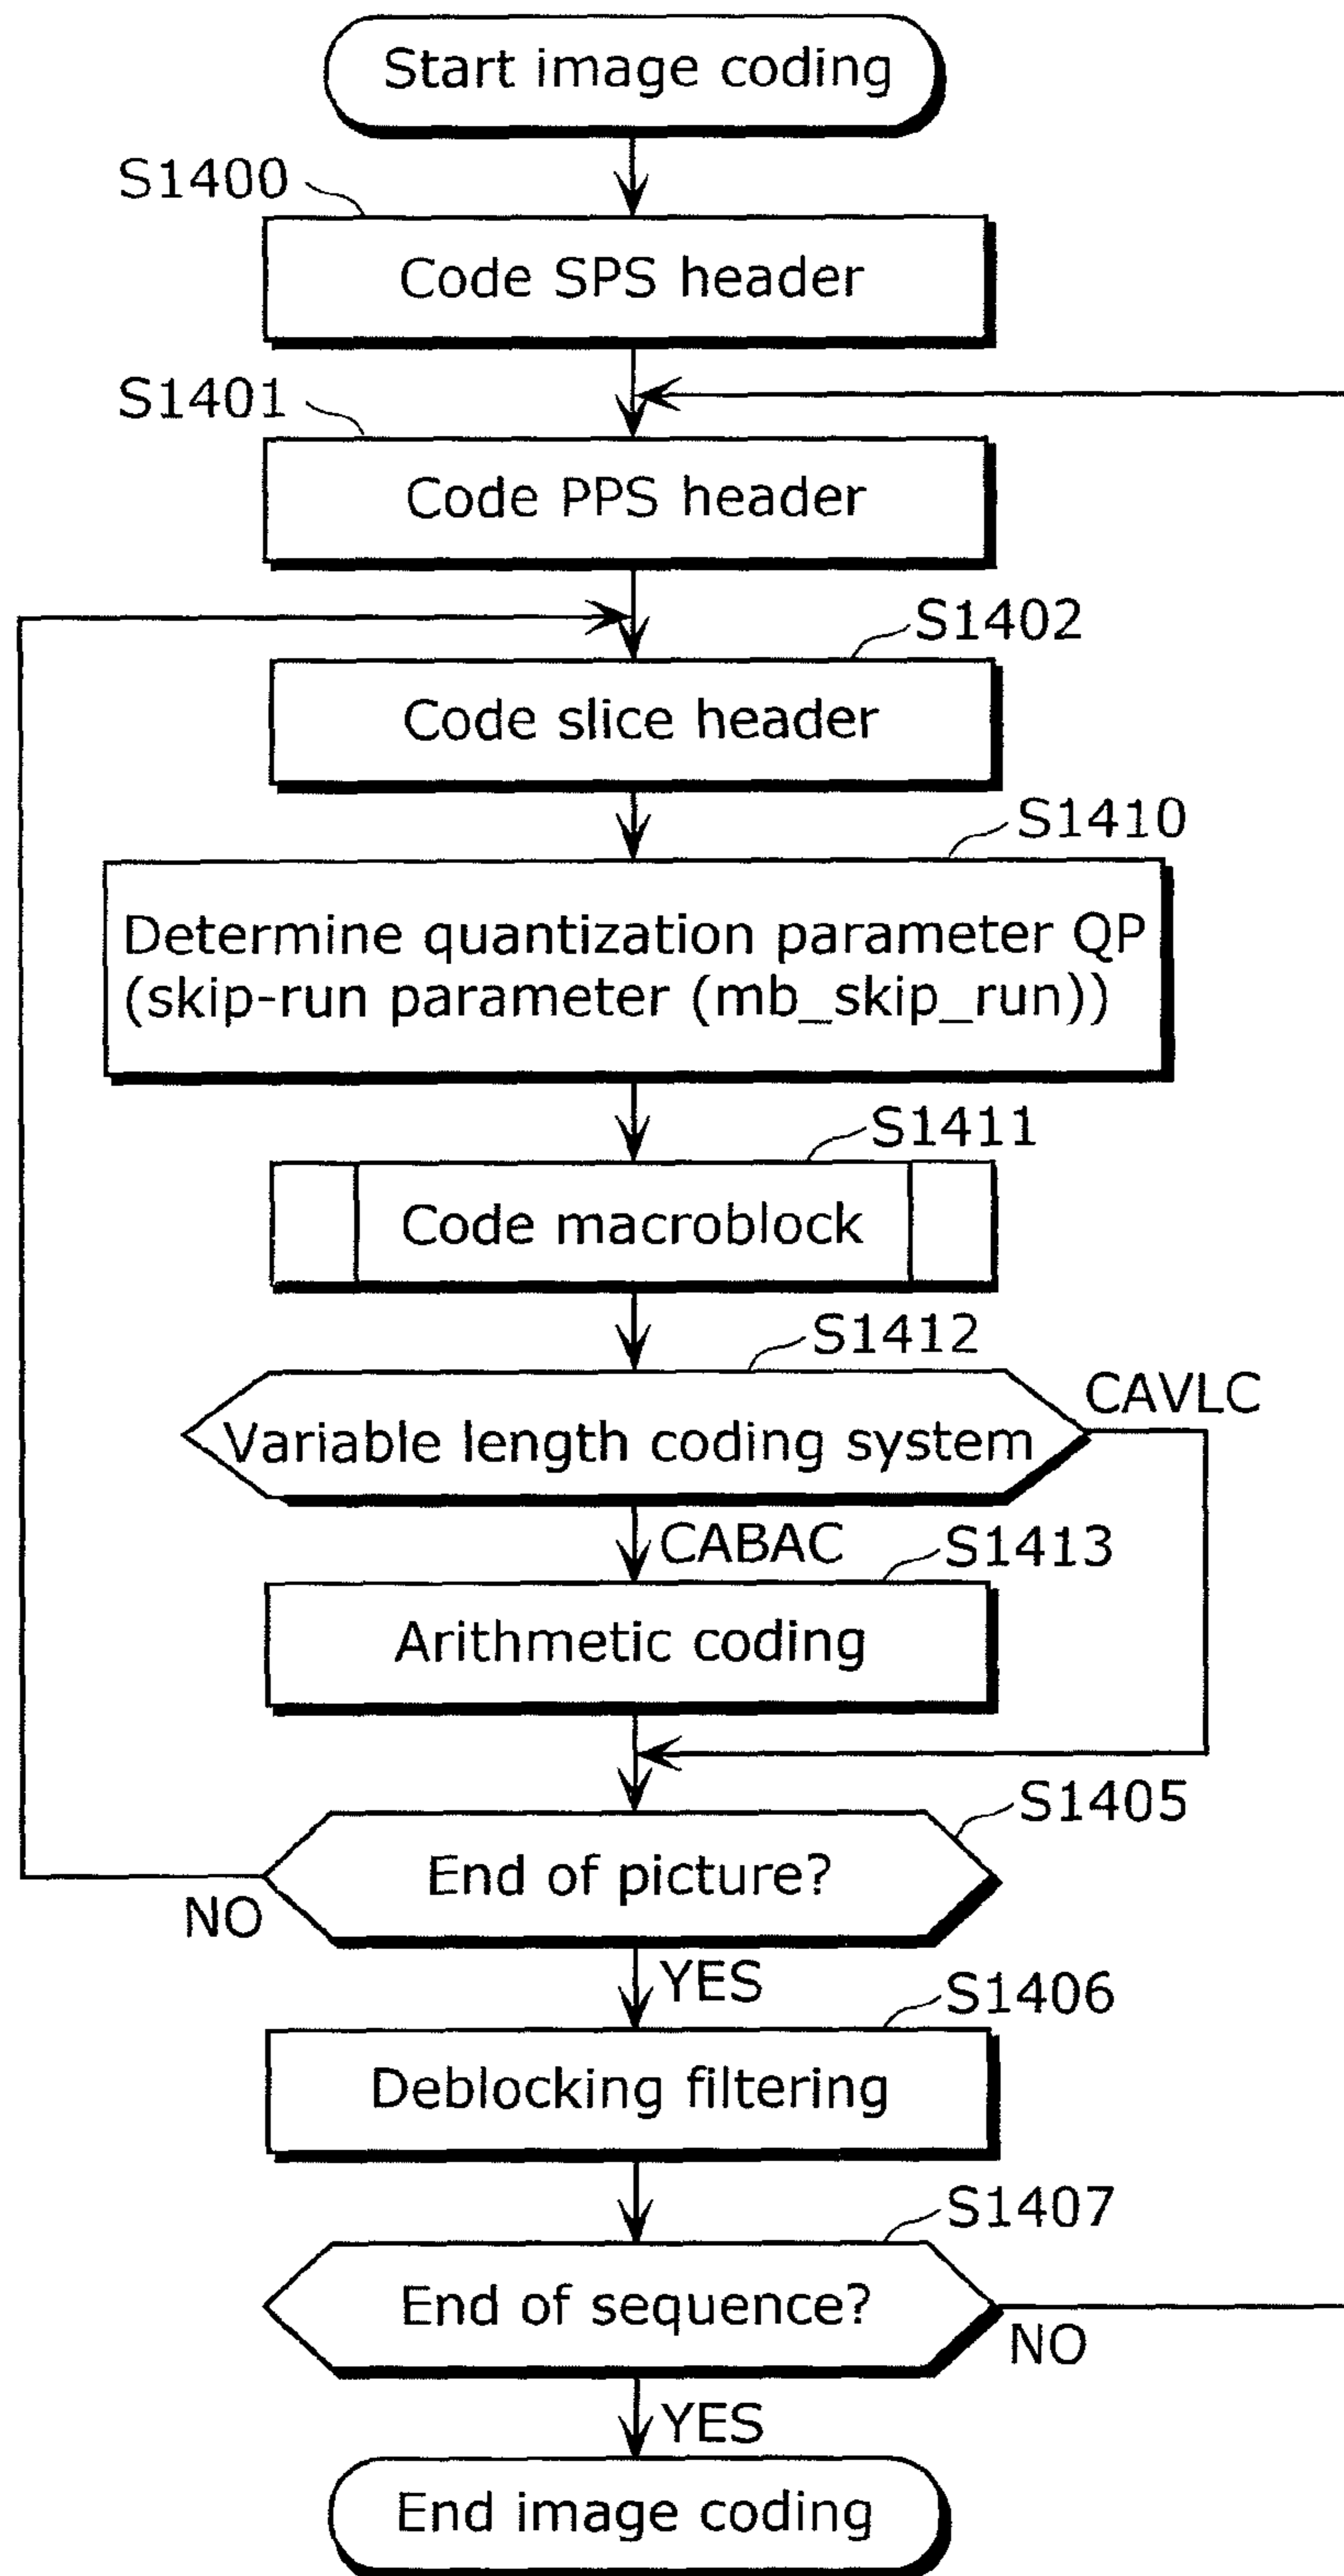 Start image coding
S1400
Code SPS header
S1401
Code PPS header
S1402
Code slice header
S1410
Determine quantization parameter QP
(skip-run parameter (mb_skip_run))
S1411
Code macroblock
S1412
CAVLC
Variable length coding system
CABAC
S1413
Arithmetic coding
S1405
End of picture?
NO
YES
S1406
Deblocking filtering
S1407
End of sequence?
NO
YES
End image coding